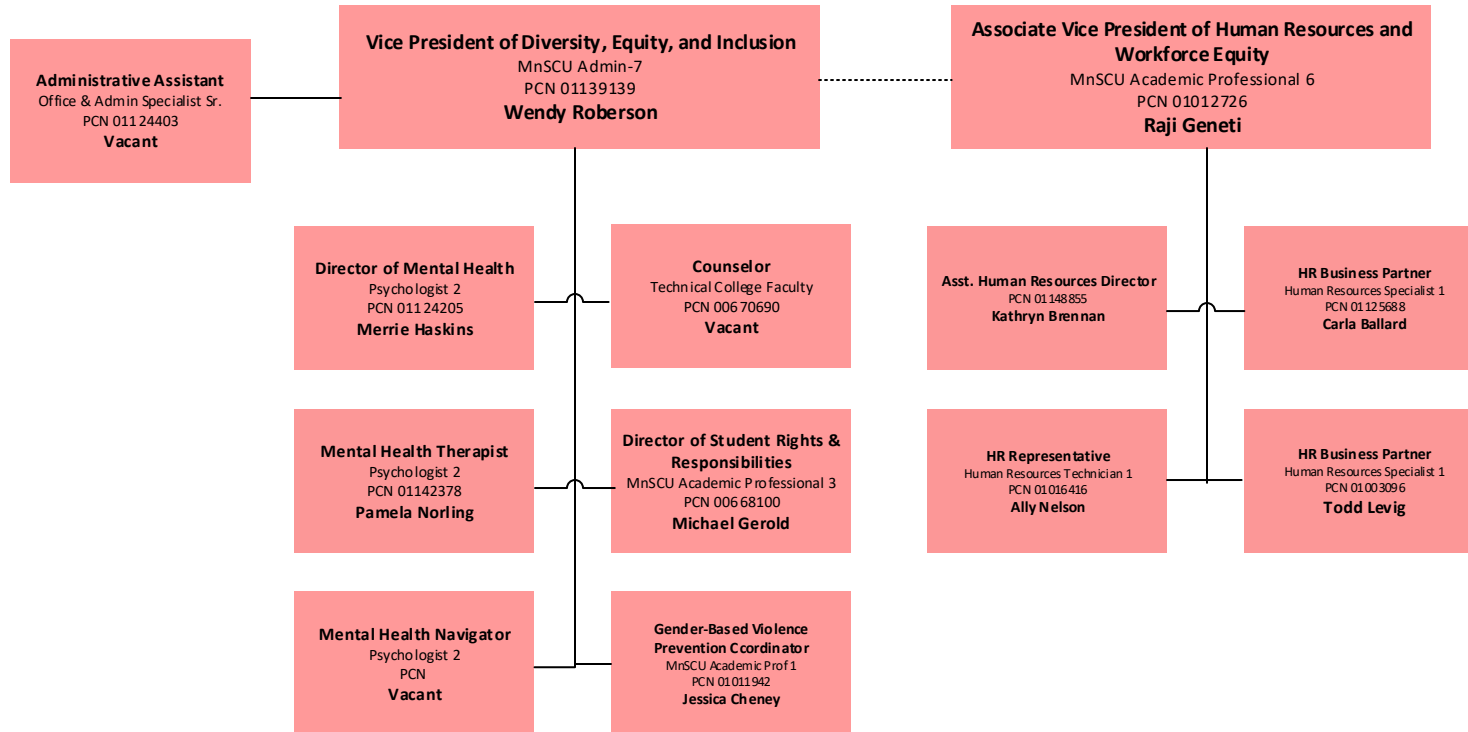 Administrative Assistant
Office & Admin Specialist Sr.
PCN 01124403
Vacant
Vice President of Diversity, Equity, and Inclusion
MnSCU Admin-7
PCN 01139139
Wendy Roberson
Associate Vice President of Human Resources and
Workforce Equity
MnSCU Academic Professional 6
PCN 01012726
Raji Geneti
Director of Mental Health
Psychologist 2
PCN 01124205
Merrie Haskins
Counselor
Technical College Faculty
PCN 00670690
Vacant
Asst. Human Resources Director
PCN 01148855
Kathryn Brennan
HR Business Partner
Human Resources Specialist 1
PCN 01125688
Carla Ballard
Mental Health Therapist
Psychologist 2
PCN 01142378
Pamela Norling
Director of Student Rights &
Responsibilities
MnSCU Academic Professional 3
PCN 00668100
Michael Gerold
HR Representative
Human Resources Technician 1
PCN 01016416
Ally Nelson
HR Business Partner
Human Resources Specialist 1
PCN 01003096
Todd Levig
Mental Health Navigator
Psychologist 2
PCN
Vacant
Gender-Based Violence
Prevention Ccordinator
MnSCU Academic Prof 1
PCN 01011942
Jessica Cheney